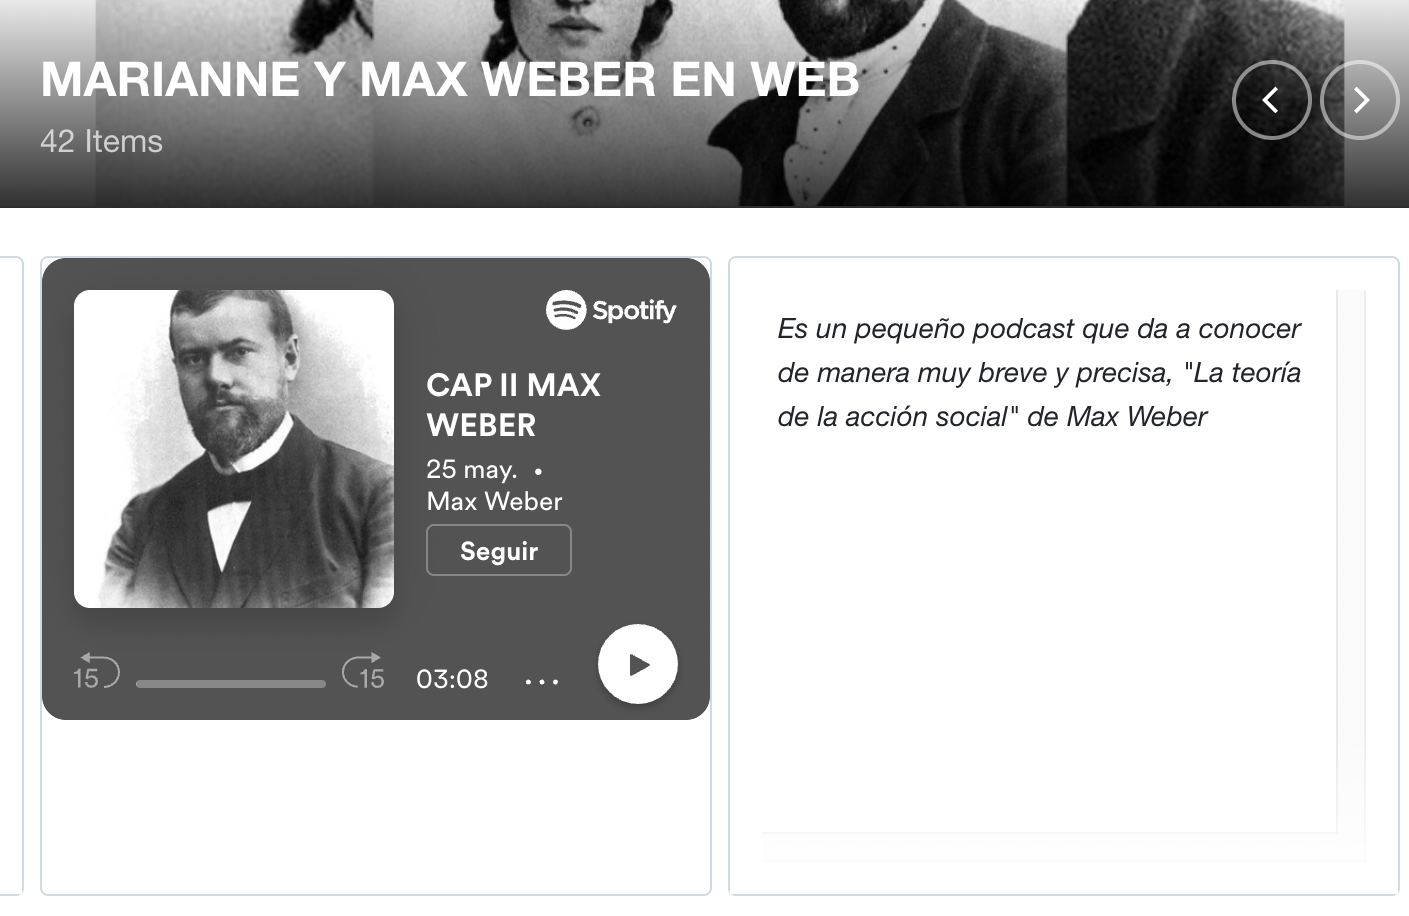 MARIANNE Y MAX WEBER EN WEB
42 Items
Spotify
CAP II MAX
WEBER
25 may. •
Max Weber
Seguir
15
15
03:08
...
Es un pequeño podcast que da a conocer
de manera muy breve y precisa, "La teoría
de la acción social" de Max Weber